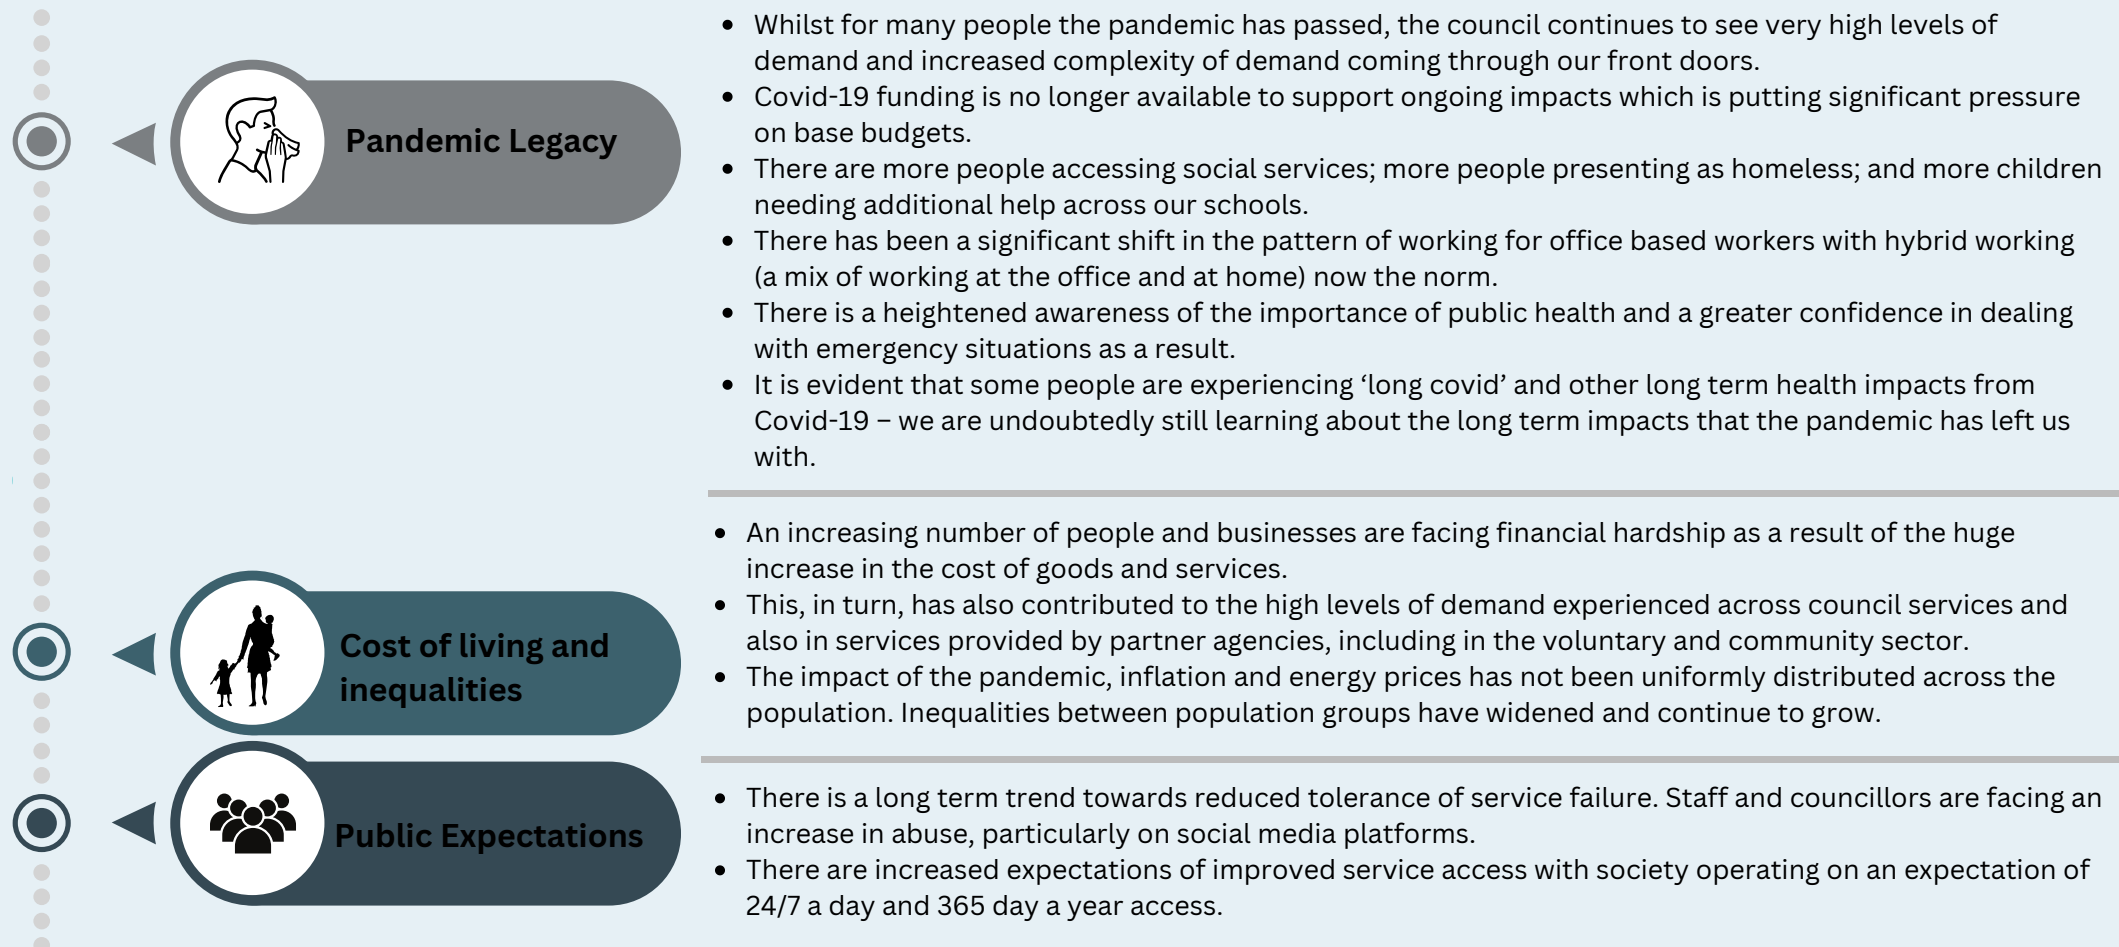 Pandemic Legacy
• Whilst for many people the pandemic has passed, the council continues to see very high levels of
demand and increased complexity of demand coming through our front doors.
• Covid-19 funding is no longer available to support ongoing impacts which is putting significant pressure
on base budgets.
• There are more people accessing social services; more people presenting as homeless; and more children
needing additional help across our schools.
• There has been a significant shift in the pattern of working for office based workers with hybrid working
(a mix of working at the office and at home) now the norm.
• There is a heightened awareness of the importance of public health and a greater confidence in dealing
with emergency situations as a result.
• It is evident that some people are experiencing ‘long covid’ and other long term health impacts from
Covid-19 – we are undoubtedly still learning about the long term impacts that the pandemic has left us
with.
Cost of living and
inequalities
• An increasing number of people and businesses are facing financial hardship as a result of the huge
increase in the cost of goods and services.
• This, in turn, has also contributed to the high levels of demand experienced across council services and
also in services provided by partner agencies, including in the voluntary and community sector.
• The impact of the pandemic, inflation and energy prices has not been uniformly distributed across the
population. Inequalities between population groups have widened and continue to grow.
Public Expectations
• There is a long term trend towards reduced tolerance of service failure. Staff and councillors are facing an
increase in abuse, particularly on social media platforms.
• There are increased expectations of improved service access with society operating on an expectation of
24/7 a day and 365 day a year access.